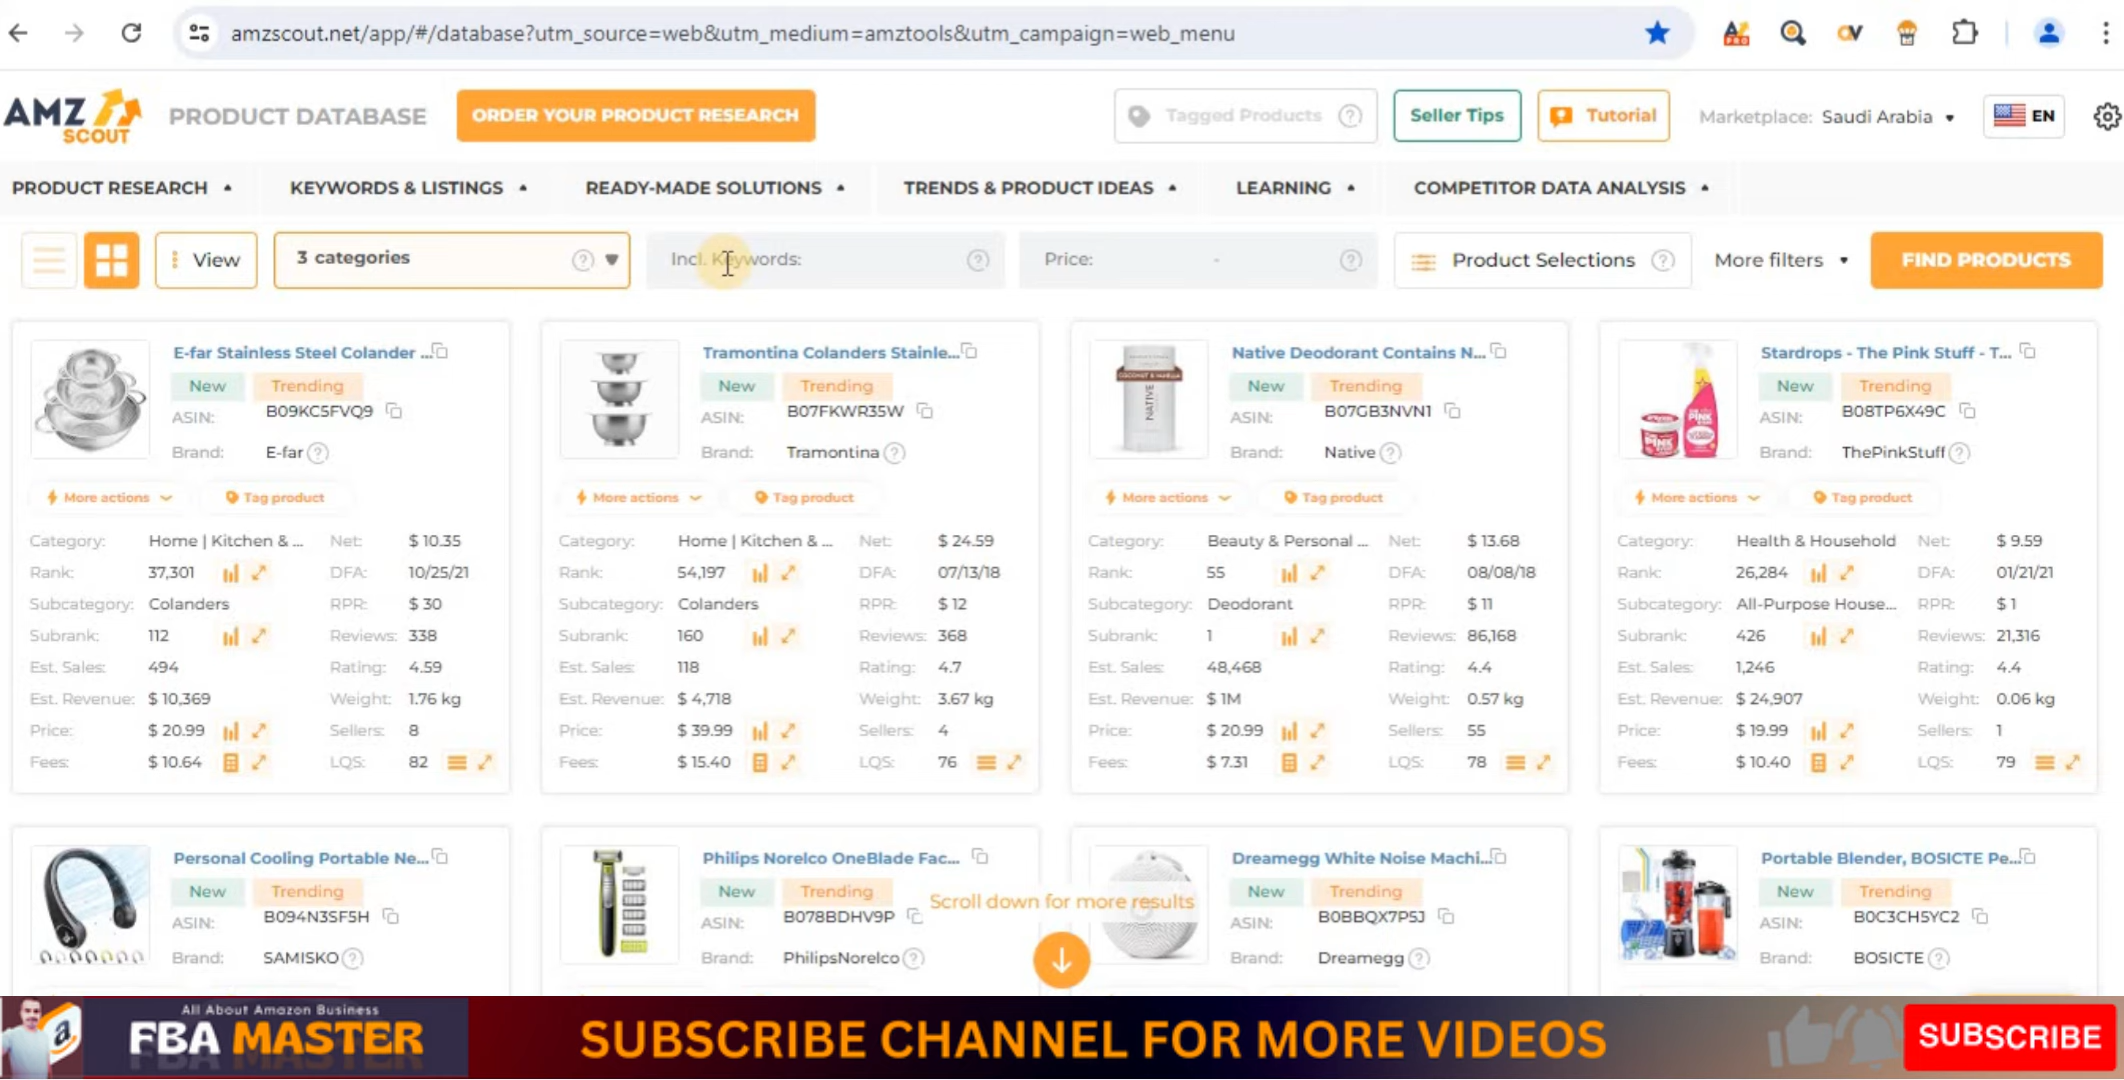 amzscout.net/app/#/database?utm_source=web&utm_medium=amztools&utm_campaign=web_menu
AMZ SCOUT
PRODUCT DATABASE
ORDER YOUR PRODUCT RESEARCH
Tagged Products
Seller Tips
Tutorial
Marketplace: Saudi Arabia
EN
PRODUCT RESEARCH
KEYWORDS & LISTINGS
READY-MADE SOLUTIONS
TRENDS & PRODUCT IDEAS
LEARNING
COMPETITOR DATA ANALYSIS
View
3 categories
Incl. Keywords:
Price: -
Product Selections
More filters
FIND PRODUCTS
E-far Stainless Steel Colander ...
New Trending
ASIN: B09KC5FVQ9
Brand: E-far
More actions Tag product
Category: Home | Kitchen & ... Net: $ 10.35
Rank: 37,301 DFA: 10/25/21
Subcategory: Colanders RPR: $ 30
Subrank: 112 Reviews: 338
Est. Sales: 494 Rating: 4.59
Est. Revenue: $ 10,369 Weight: 1.76 kg
Price: $ 20.99 Sellers: 8
Fees: $ 10.64 LQS: 82
Tramontina Colanders Stainle...
New Trending
ASIN: B07FKWR35W
Brand: Tramontina
More actions Tag product
Category: Home | Kitchen & ... Net: $ 24.59
Rank: 54,197 DFA: 07/13/18
Subcategory: Colanders RPR: $ 12
Subrank: 160 Reviews: 368
Est. Sales: 118 Rating: 4.7
Est. Revenue: $ 4,718 Weight: 3.67 kg
Price: $ 39.99 Sellers: 4
Fees: $ 15.40 LQS: 76
Native Deodorant Contains N...
New Trending
ASIN: B07GB3NVN1
Brand: Native
More actions Tag product
Category: Beauty & Personal ... Net: $ 13.68
Rank: 55 DFA: 08/08/18
Subcategory: Deodorant RPR: $ 11
Subrank: 1 Reviews: 86,168
Est. Sales: 48,468 Rating: 4.4
Est. Revenue: $ 1M Weight: 0.57 kg
Price: $ 20.99 Sellers: 55
Fees: $ 7.31 LQS: 78
Stardrops - The Pink Stuff - T...
New Trending
ASIN: B08TP6X49C
Brand: ThePinkStuff
More actions Tag product
Category: Health & Household Net: $ 9.59
Rank: 26,284 DFA: 01/21/21
Subcategory: All-Purpose House... RPR: $ 1
Subrank: 426 Reviews: 21,316
Est. Sales: 1,246 Rating: 4.4
Est. Revenue: $ 24,907 Weight: 0.06 kg
Price: $ 19.99 Sellers: 1
Fees: $ 10.40 LQS: 79
Personal Cooling Portable Ne...
New Trending
ASIN: B094N3SF5H
Brand: SAMISKO
Philips Norelco OneBlade Fac...
New Trending
ASIN: B078BDHV9P
Brand: PhilipsNorelco
Scroll down for more results
Dreamegg White Noise Machi...
New Trending
ASIN: B0BBQX7P5J
Brand: Dreamegg
Portable Blender, BOSICTE Pe...
New Trending
ASIN: B0C3CH5YC2
Brand: BOSICTE
All About Amazon Business
FBA MASTER
SUBSCRIBE CHANNEL FOR MORE VIDEOS
SUBSCRIBE